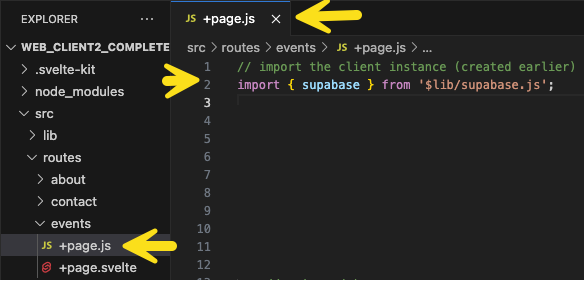 EXPLORER
JS +page.js ×
WEB_CLIENT2_COMPLETE
src > routes > events > JS +page.js > ...
.svelte-kit
node_modules
src
lib
routes
about
contact
events
JS +page.js
+page.svelte
1 // import the client instance (created earlier)
2 import { supabase } from '$lib/supabase.js';
3
4
5
6
7
8
9
10
11
12